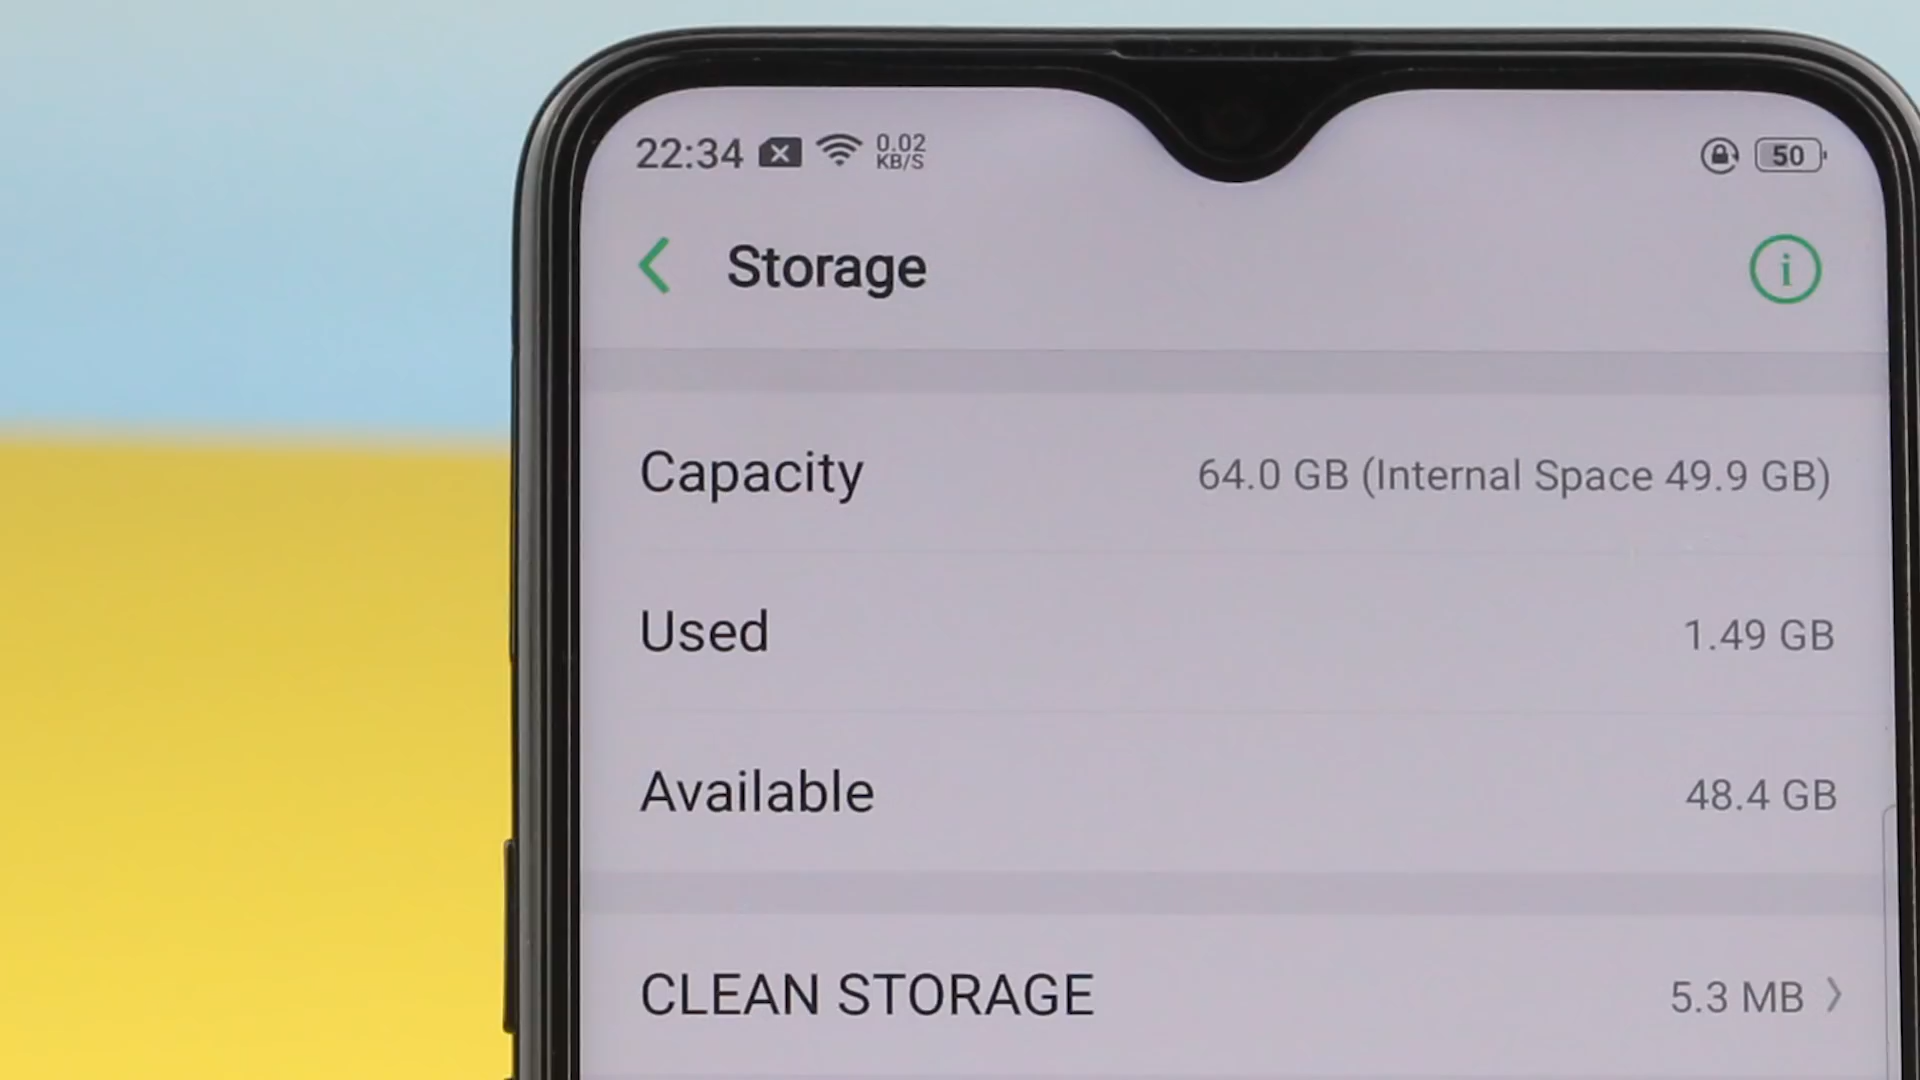 22:34 0.02 KB/S 50
Storage
Capacity 64.0 GB (Internal Space 49.9 GB)
Used 1.49 GB
Available 48.4 GB
CLEAN STORAGE 5.3 MB